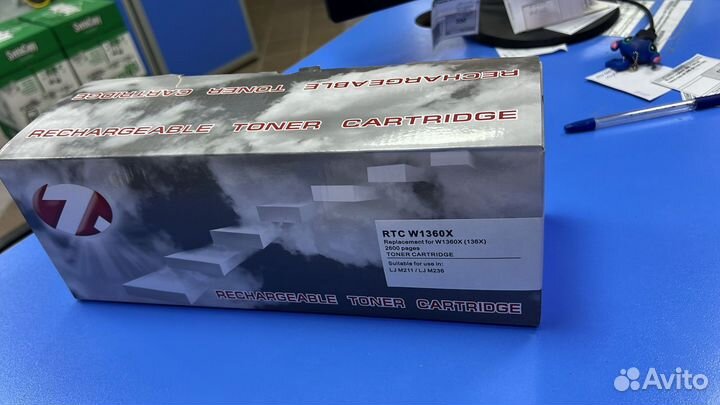 RECHARGEABLE TONER CARTRIDGE
RECHARGEABLE TONER CARTRIDGE
7
RTC W1360X
Replacement for W1360X (136X)
2600 pages
TONER CARTRIDGE
Suitable for use in:
LJ M211 / LJ M236
RECHARGEABLE TONER CARTRIDGE
Avito